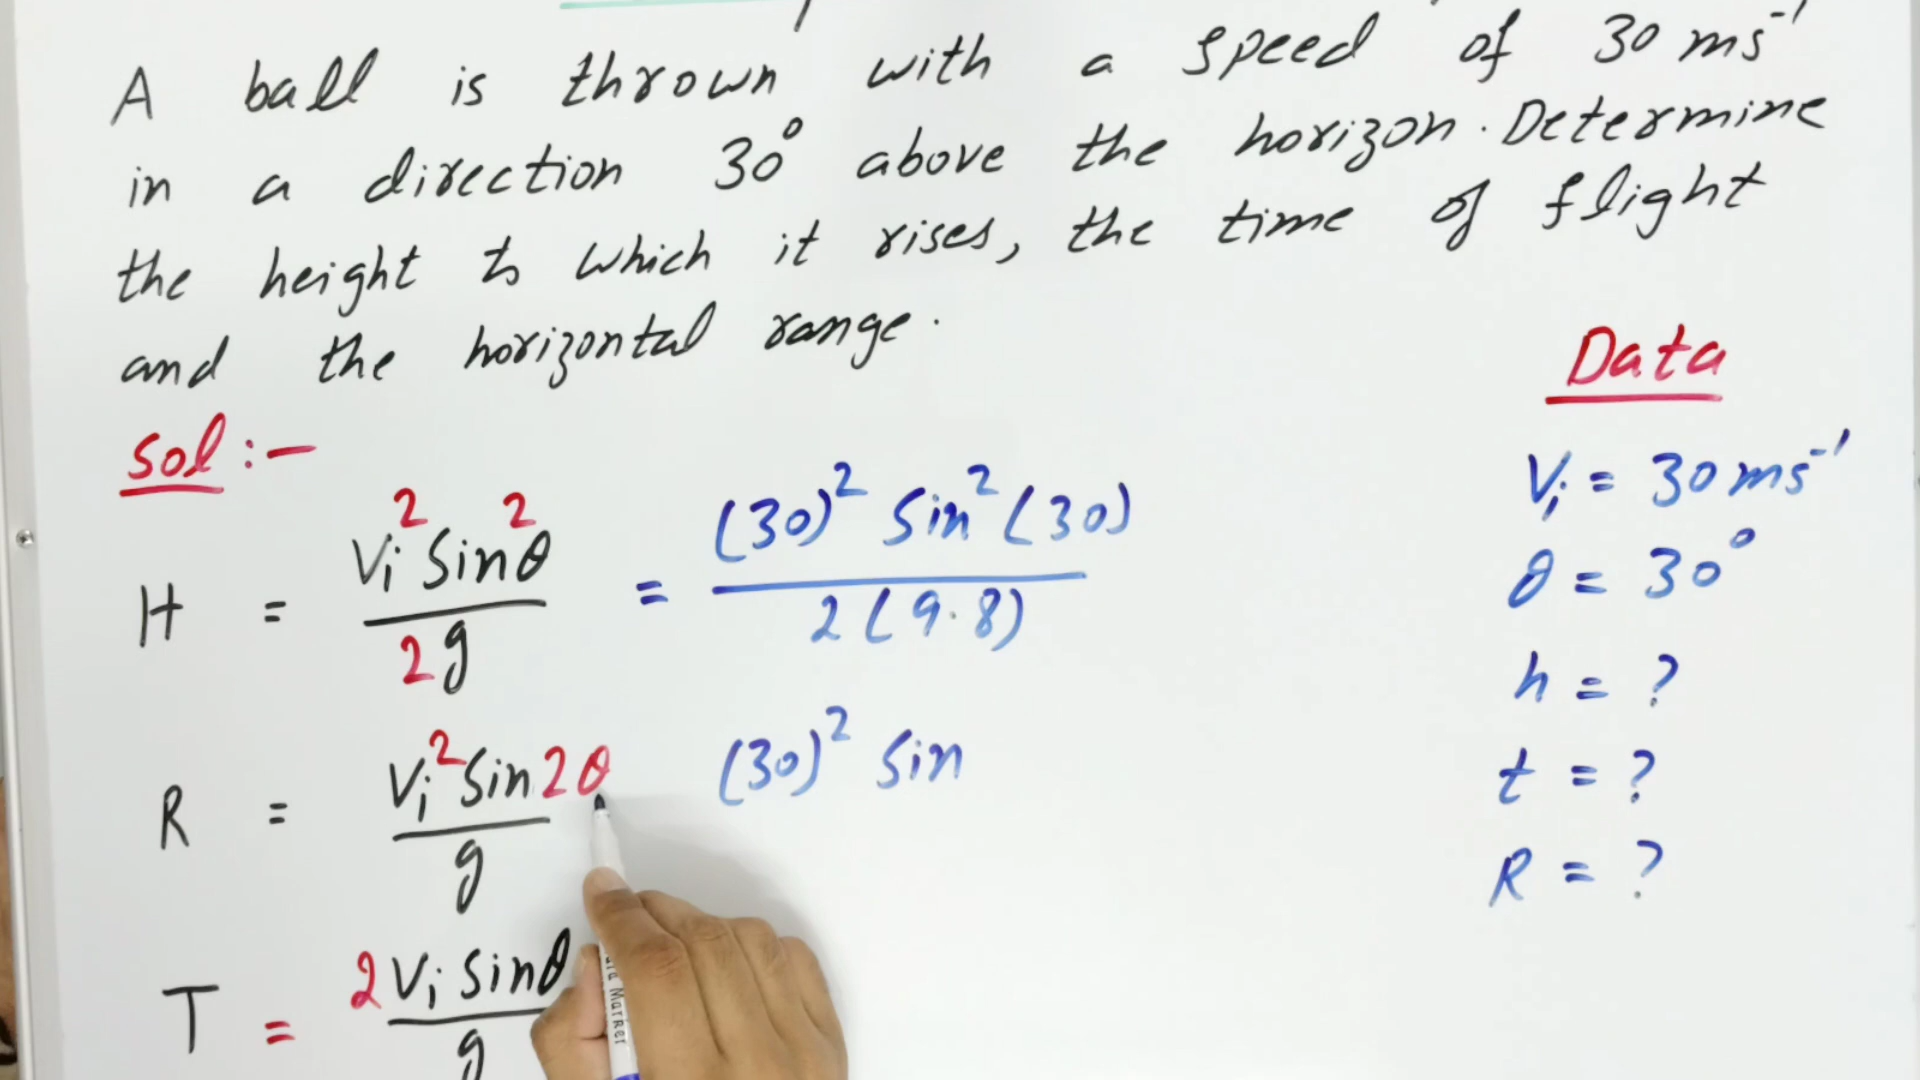 A ball is thrown with a speed of 30 ms⁻¹
in a direction 30° above the horizon. Determine
the height to which it rises, the time of flight
and the horizontal range.
Sol :-
H = Vi² Sin²θ / 2g = (30)² Sin² (30) / 2(9.8)
R = Vi² Sin2θ / g (30)² Sin
T = 2Vi Sinθ / g
Data
Vi = 30 ms⁻¹
θ = 30°
h = ?
t = ?
R = ?
Marker